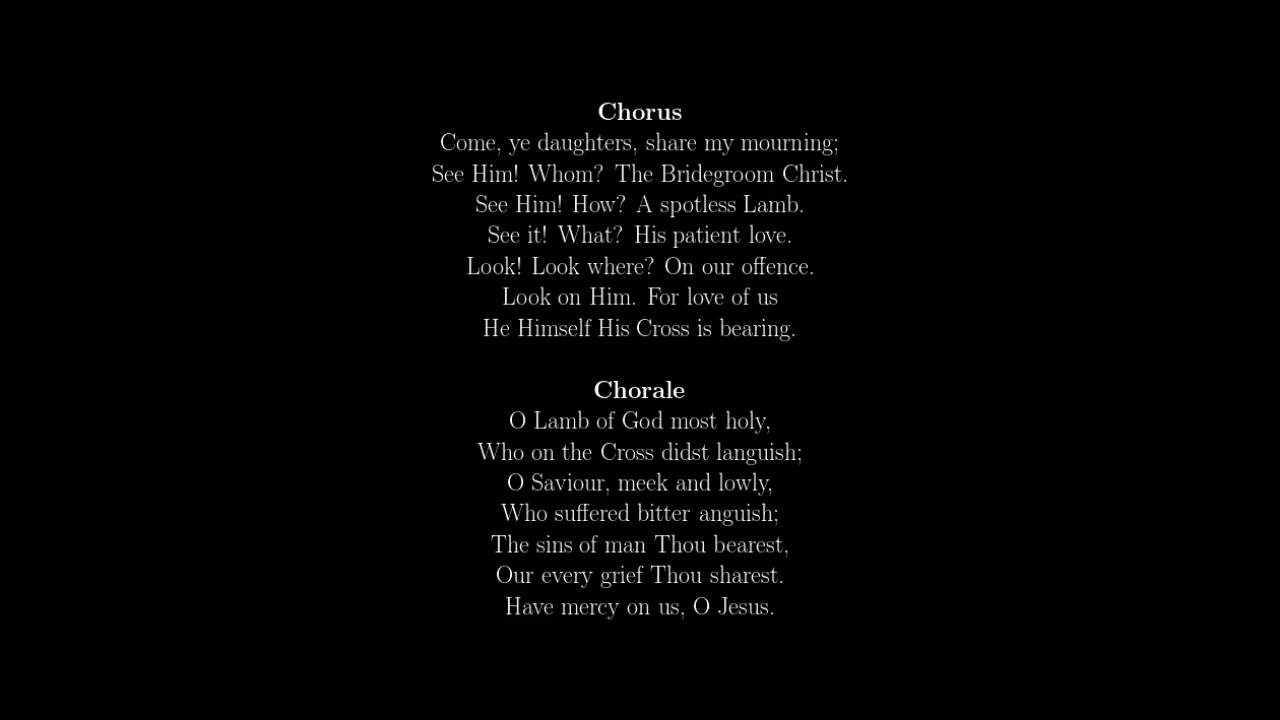 Chorus
Come, ye daughters, share my mourning;
See Him! Whom? The Bridegroom Christ.
See Him! How? A spotless Lamb.
See it! What? His patient love.
Look! Look where? On our offence.
Look on Him. For love of us
He Himself His Cross is bearing.
Chorale
O Lamb of God most holy,
Who on the Cross didst languish;
O Saviour, meek and lowly,
Who suffered bitter anguish;
The sins of man Thou bearest,
Our every grief Thou sharest.
Have mercy on us, O Jesus.